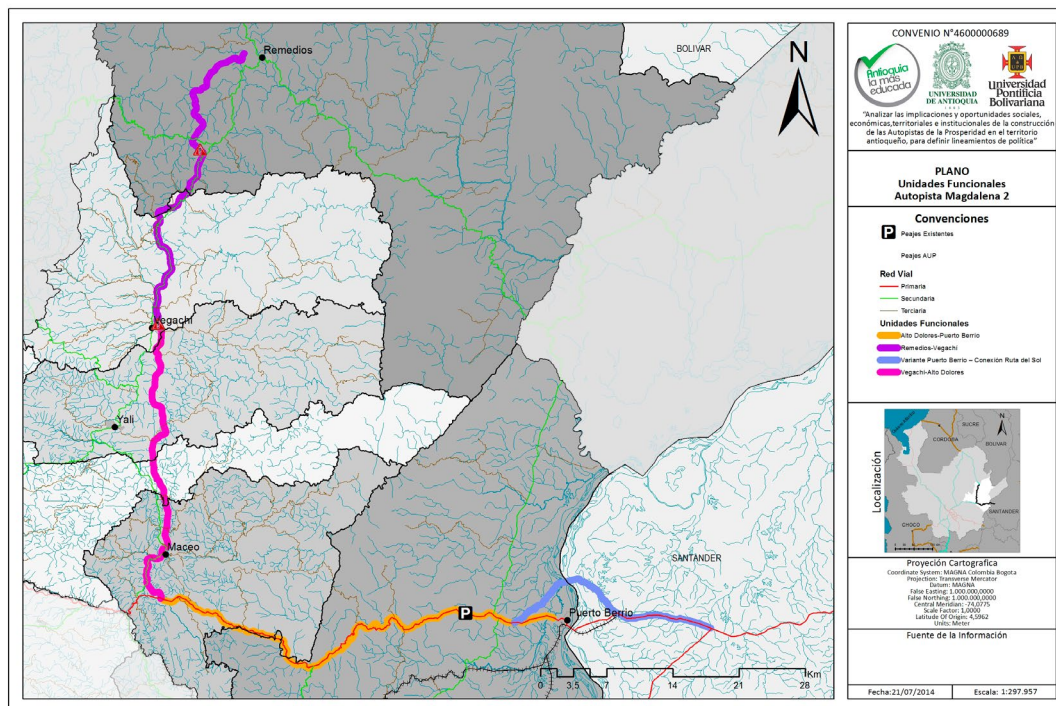 Remedios
BOLIVAR
N
Vegachi
Yali
Maceo
SANTANDER
P
Puerto Berrio
Km
0 3,5 7 14 21 28
CONVENIO N°4600000689
Antioquia
la más
educada
UNIVERSIDAD
DE ANTIOQUIA
1803
Universidad
Pontificia
Bolivariana
"Analizar las implicaciones y oportunidades sociales,
económicas,territoriales e institucionales de la construcción
de las Autopistas de la Prosperidad en el territorio
antioqueño, para definir lineamientos de política"
PLANO
Unidades Funcionales
Autopista Magdalena 2
Convenciones
P Peajes Existentes
Peajes AUP
Red Vial
Primaria
Secundaria
Terciaria
Unidades Funcionales
Alto Dolores-Puerto Berrio
Remedios-Vegachi
Variante Puerto Berrio – Conexión Ruta del Sol
Vegachi-Alto Dolores
Localización
N
SUCRE
CORDOBA
BOLIVAR
SANTANDER
CHOCO
Proyeción Cartografica
Coordinate System: MAGNA Colombia Bogota
Projection: Transverse Mercator
Datum: MAGNA
False Easting: 1.000.000,0000
False Northing: 1.000.000,0000
Central Meridian: -74,0775
Scale Factor: 1,0000
Latitude Of Origin: 4,5962
Units: Meter
Fuente de la Información
Fecha:21/07/2014
Escala: 1:297.957